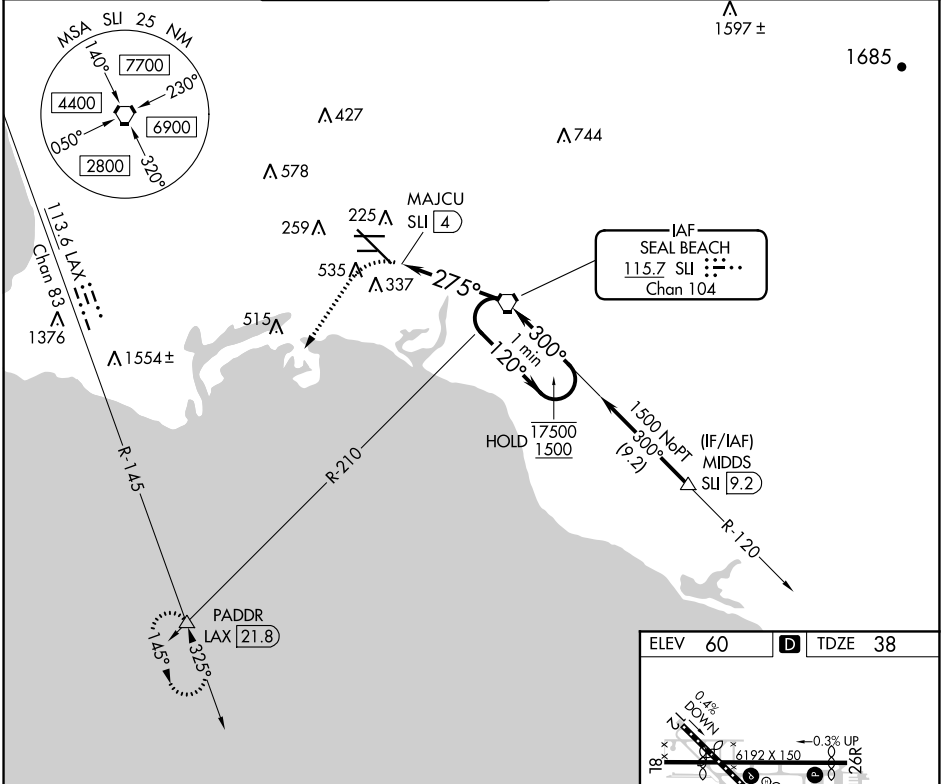 MSA SLI 25 NM
140°
7700
230°
4400
6900
050°
2800
320°
1597 ±
1685
427
744
578
259
225
MAJCU
SLI 4
535
337
275°
IAF
SEAL BEACH
115.7 SLI
Chan 104
113.6 LAX
Chan 83
1376
515
1554 ±
300°
1 min
120°
HOLD 17500
1500
1500 NoPT
300°
(9.2)
(IF/IAF)
MIDDS
SLI 9.2
R-145
R-210
R-120
PADDR
LAX 21.8
145°
325°
ELEV 60 D TDZE 38
0.4%
DOWN
12
0.3% UP
6192 X 150
8L
26R
P
P